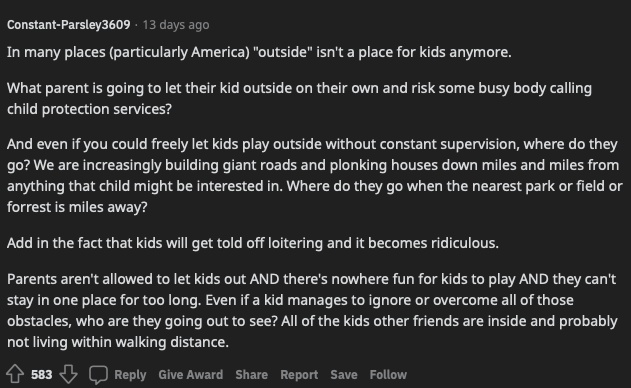 Constant-Parsley3609 · 13 days ago
In many places (particularly America) "outside" isn't a place for kids anymore.
What parent is going to let their kid outside on their own and risk some busy body calling
child protection services?
And even if you could freely let kids play outside without constant supervision, where do they
go? We are increasingly building giant roads and plonking houses down miles and miles from
anything that child might be interested in. Where do they go when the nearest park or field or
forrest is miles away?
Add in the fact that kids will get told off loitering and it becomes ridiculous.
Parents aren't allowed to let kids out AND there's nowhere fun for kids to play AND they can't
stay in one place for too long. Even if a kid manages to ignore or overcome all of those
obstacles, who are they going out to see? All of the kids other friends are inside and probably
not living within walking distance.
583 Reply Give Award Share Report Save Follow